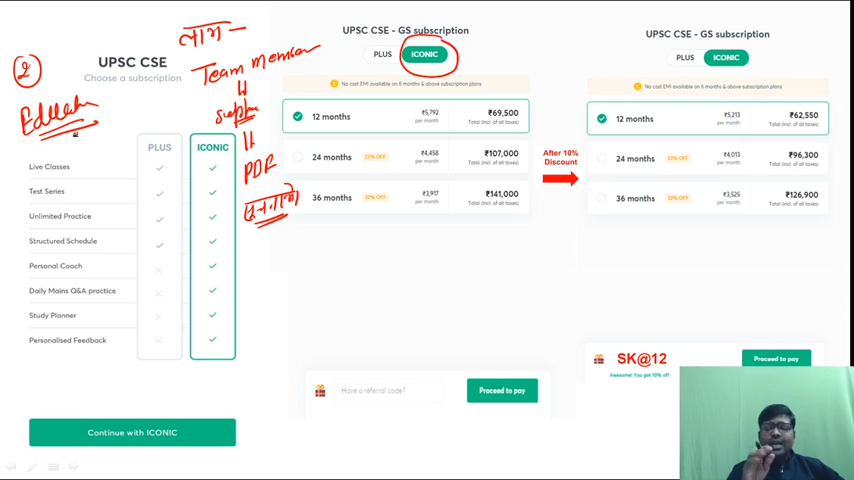 UPSC CSE
Choose a subscription
PLUS ICONIC
Live Classes
Test Series
Unlimited Practice
Structured Schedule
Personal Coach
Daily Mains Q&A practice
Study Planner
Personalised Feedback
Continue with ICONIC
②
लाभ -
Team member
PDF
UPSC CSE - GS subscription
PLUS ICONIC
No cost EMI available on 6 months & above subscription plans
12 months ₹5,792 per month ₹69,500 Total (Incl. of all taxes)
24 months 23% OFF ₹4,458 per month ₹107,000 Total (Incl. of all taxes)
36 months 32% OFF ₹3,917 per month ₹141,000 Total (Incl. of all taxes)
Have a referral code?
Proceed to pay
After 10%
Discount
UPSC CSE - GS subscription
PLUS ICONIC
No cost EMI available on 6 months & above subscription plans
12 months ₹5,213 per month ₹62,550 Total (Incl. of all taxes)
24 months 23% OFF ₹4,013 per month ₹96,300 Total (Incl. of all taxes)
36 months 32% OFF ₹3,525 per month ₹126,900 Total (Incl. of all taxes)
SK@12
Awesome! You got 10% off
Proceed to pay